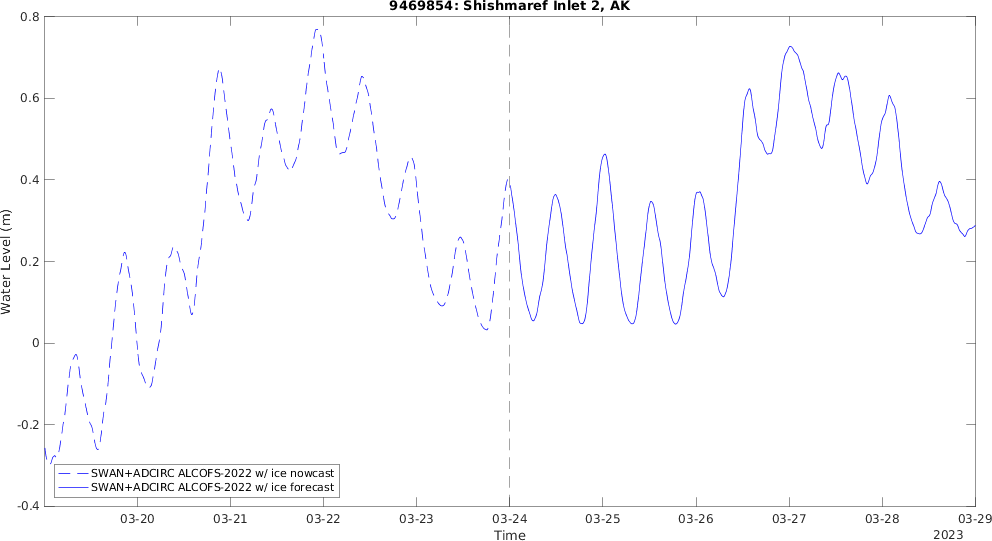 9469854: Shishmaref Inlet 2, AK
Water Level (m)
0.8
0.6
0.4
0.2
0
-0.2
-0.4
SWAN+ADCIRC ALCOFS-2022 w/ ice nowcast
SWAN+ADCIRC ALCOFS-2022 w/ ice forecast
03-20 03-21 03-22 03-23 03-24 03-25 03-26 03-27 03-28 03-29
Time
2023